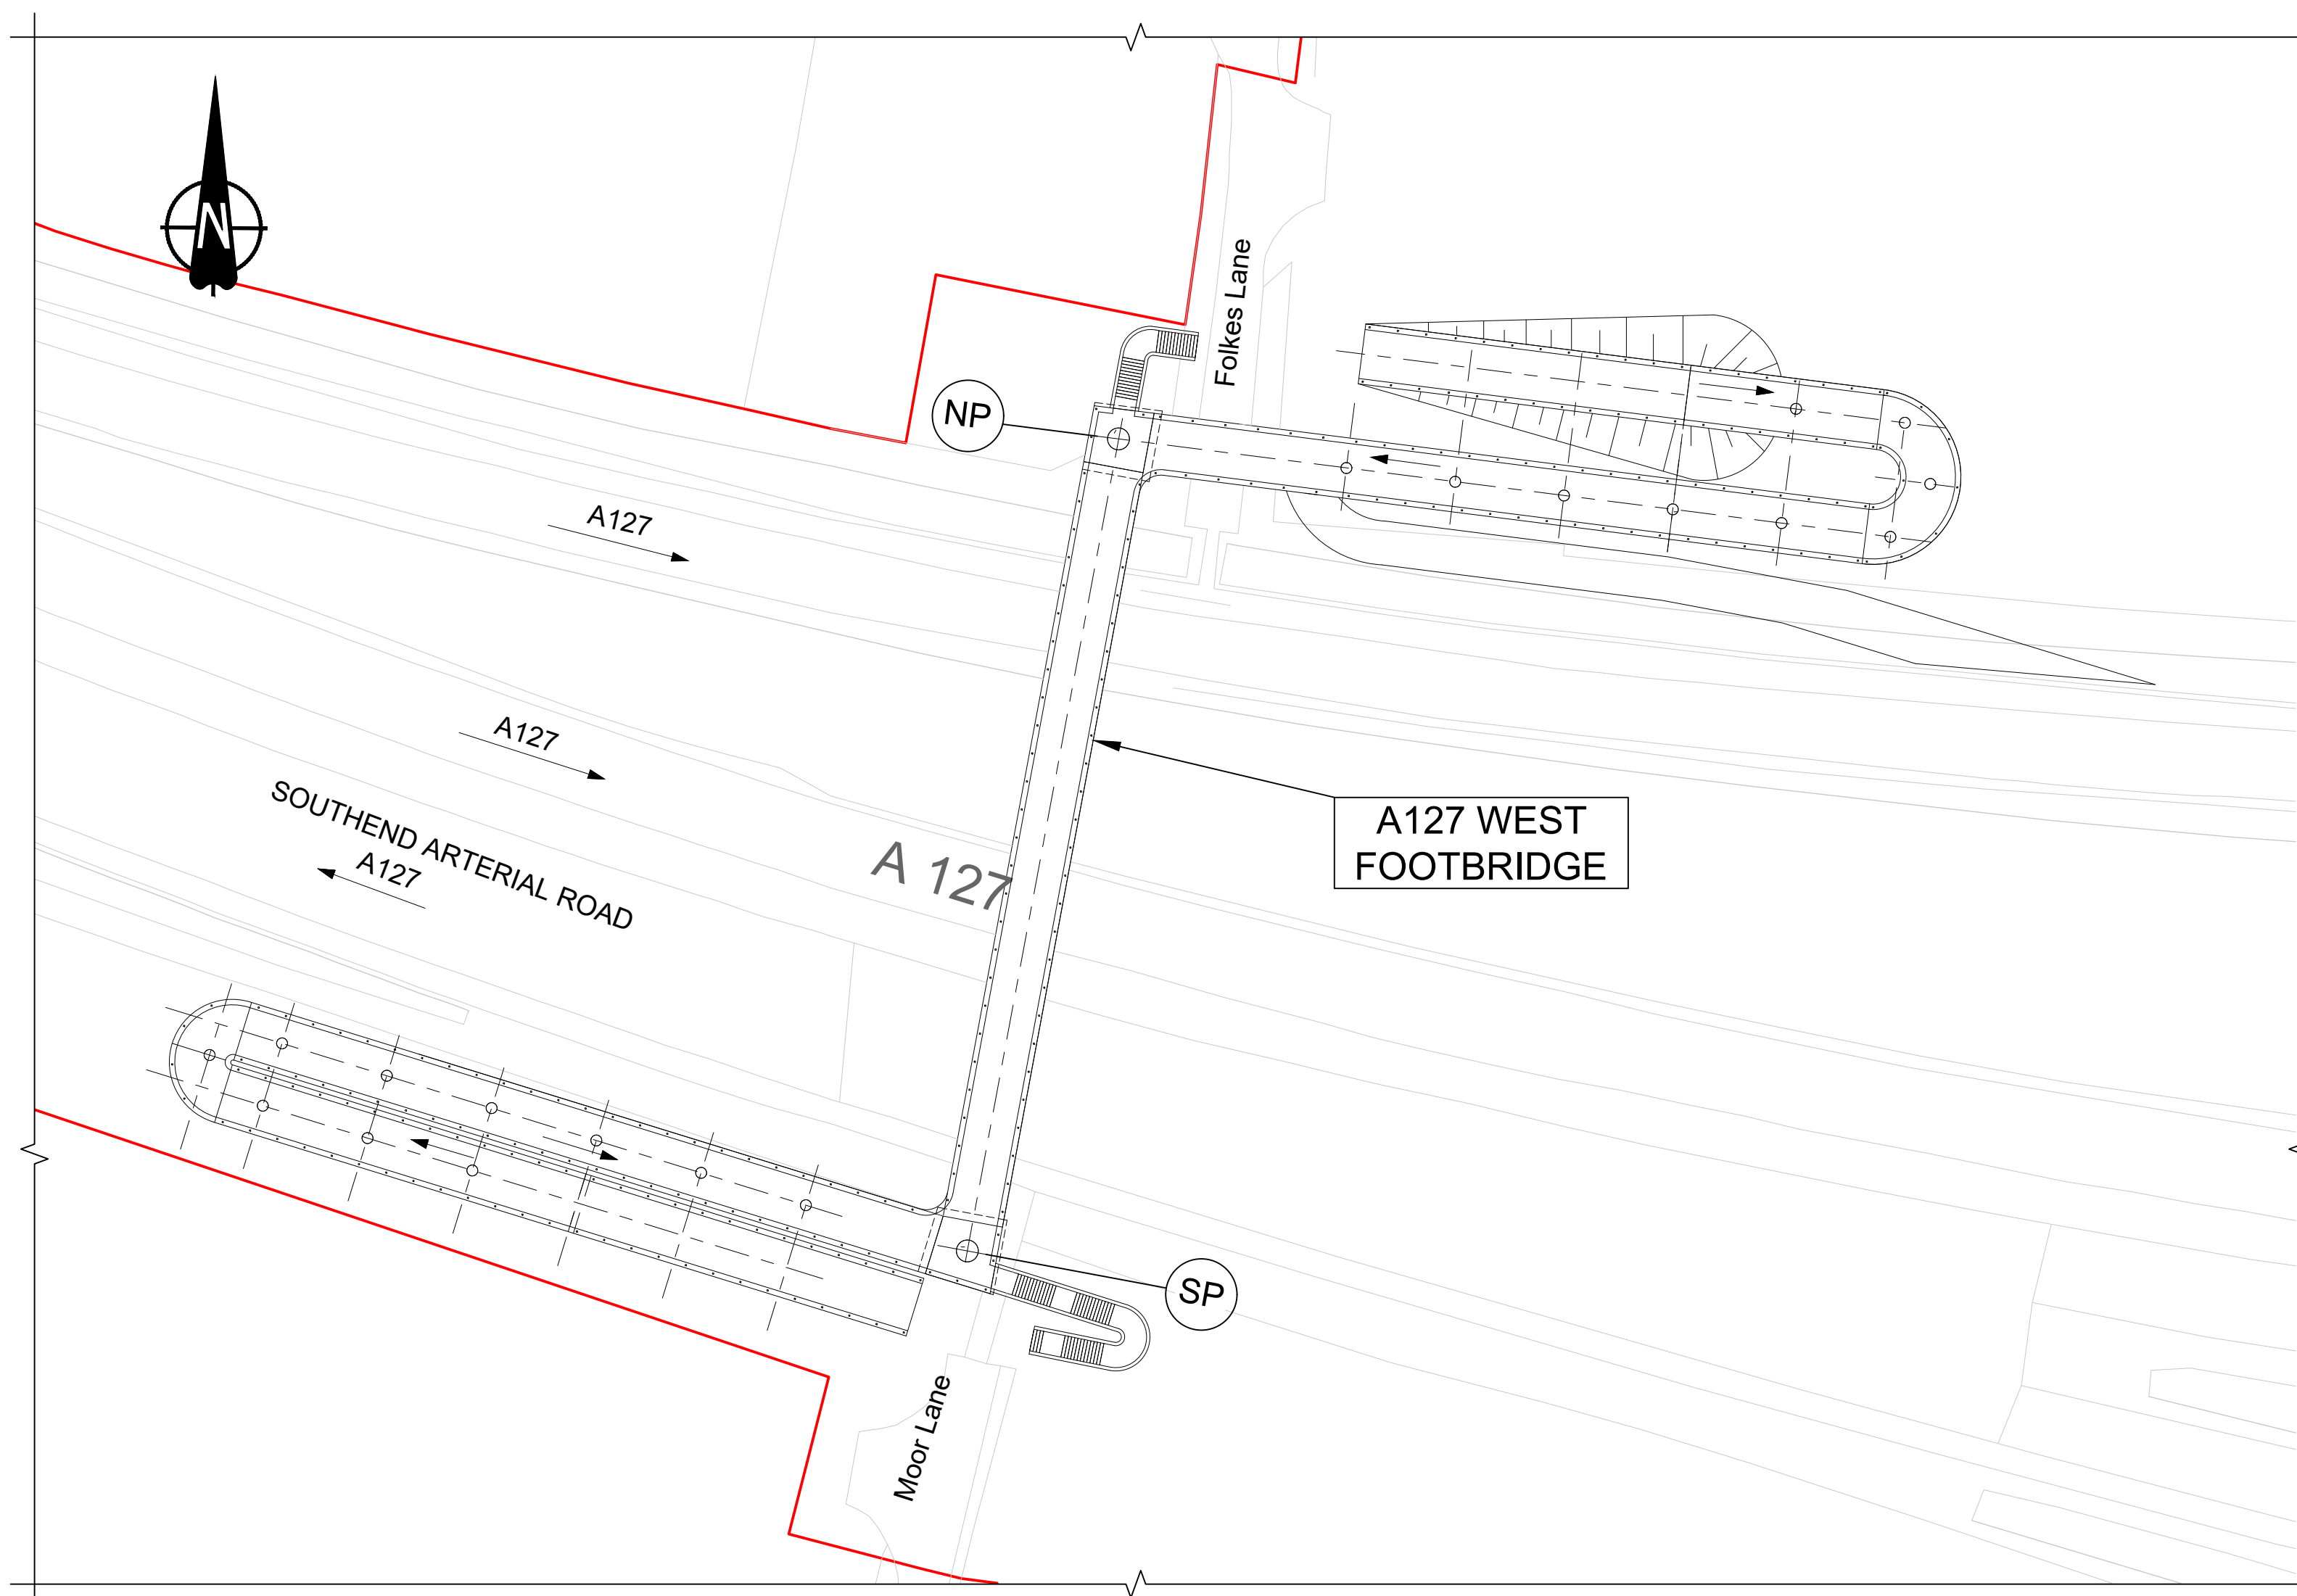 N
Folkes Lane
NP
A127
A127
SOUTHEND ARTERIAL ROAD
A127
A 127
A127 WEST
FOOTBRIDGE
SP
Moor Lane